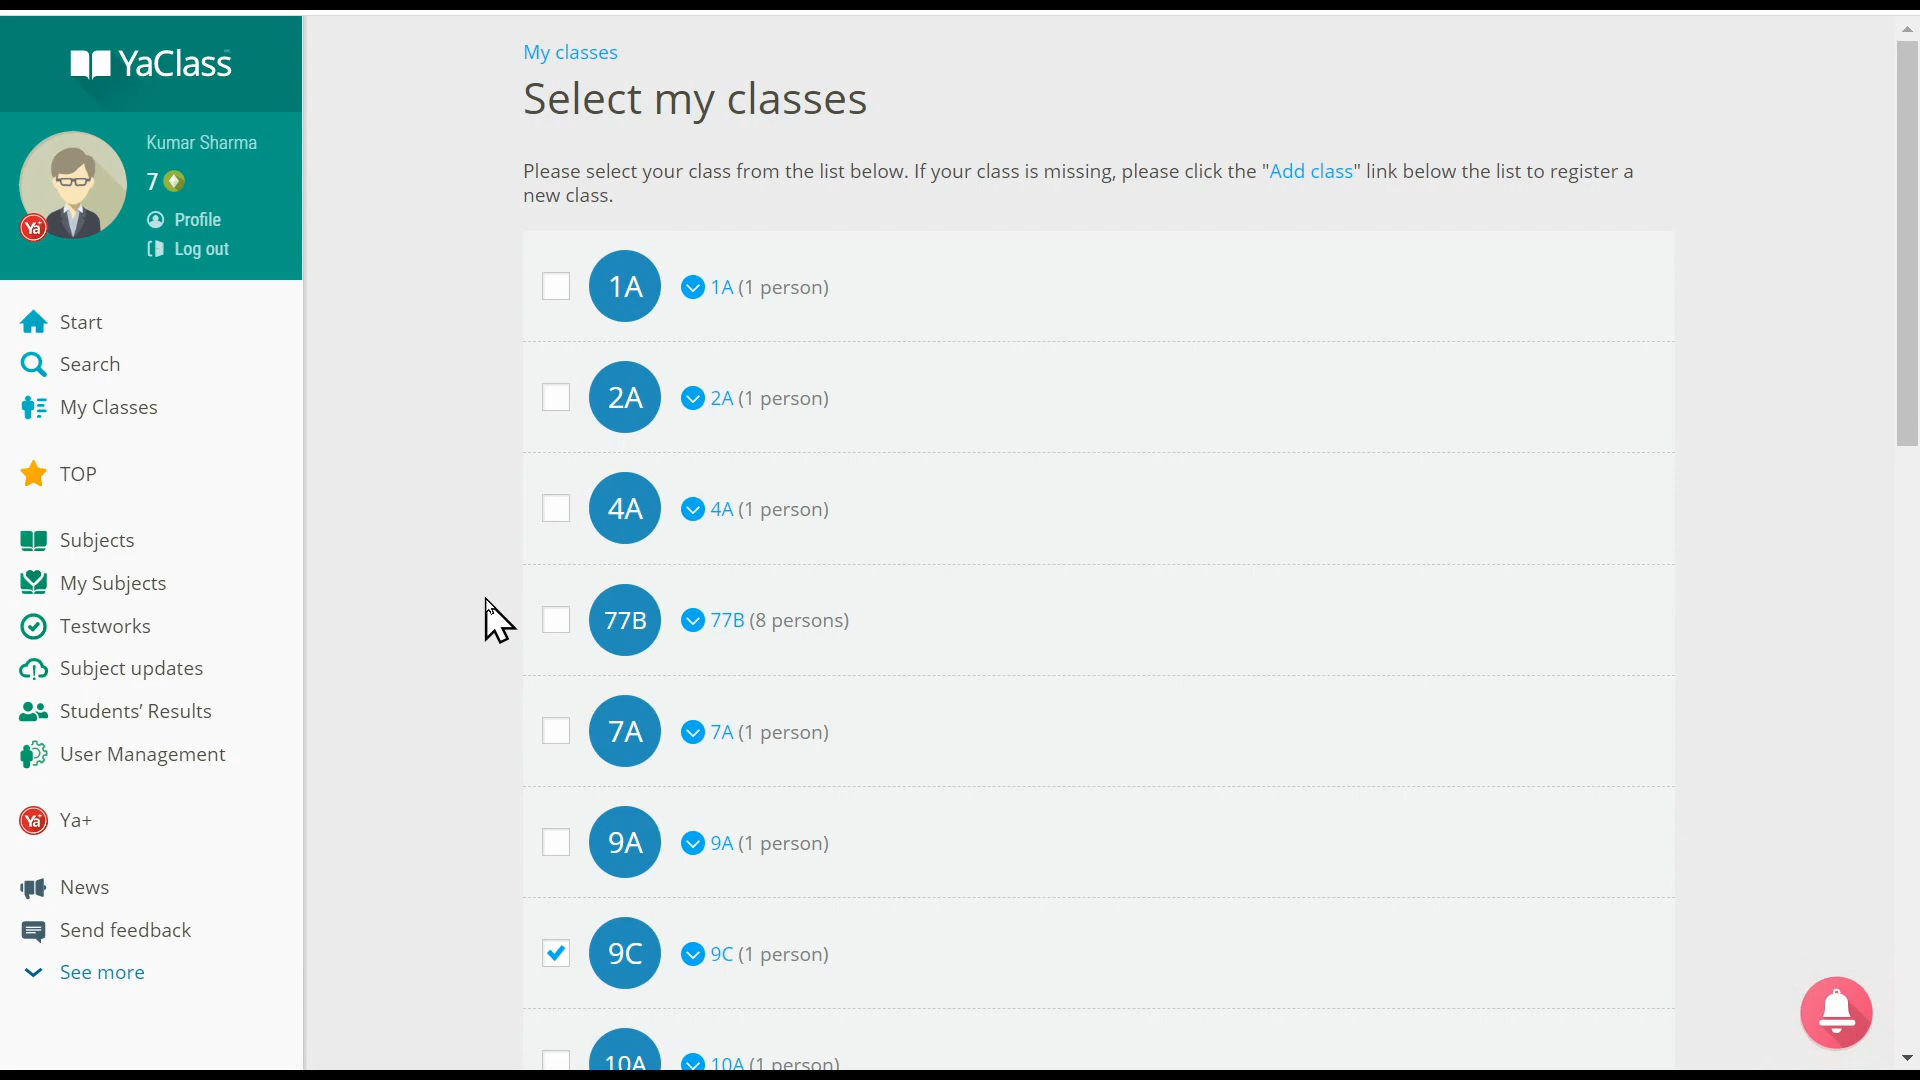 YaClass
Kumar Sharma
7
Profile
Log out
Ya
Start
Search
My Classes
TOP
Subjects
My Subjects
Testworks
Subject updates
Students’ Results
User Management
Ya Ya+
News
Send feedback
See more
My classes
Select my classes
Please select your class from the list below. If your class is missing, please click the "Add class" link below the list to register a
new class.
1A 1A (1 person)
2A 2A (1 person)
4A 4A (1 person)
77B 77B (8 persons)
7A 7A (1 person)
9A 9A (1 person)
9C 9C (1 person)
10A 10A (1 person)